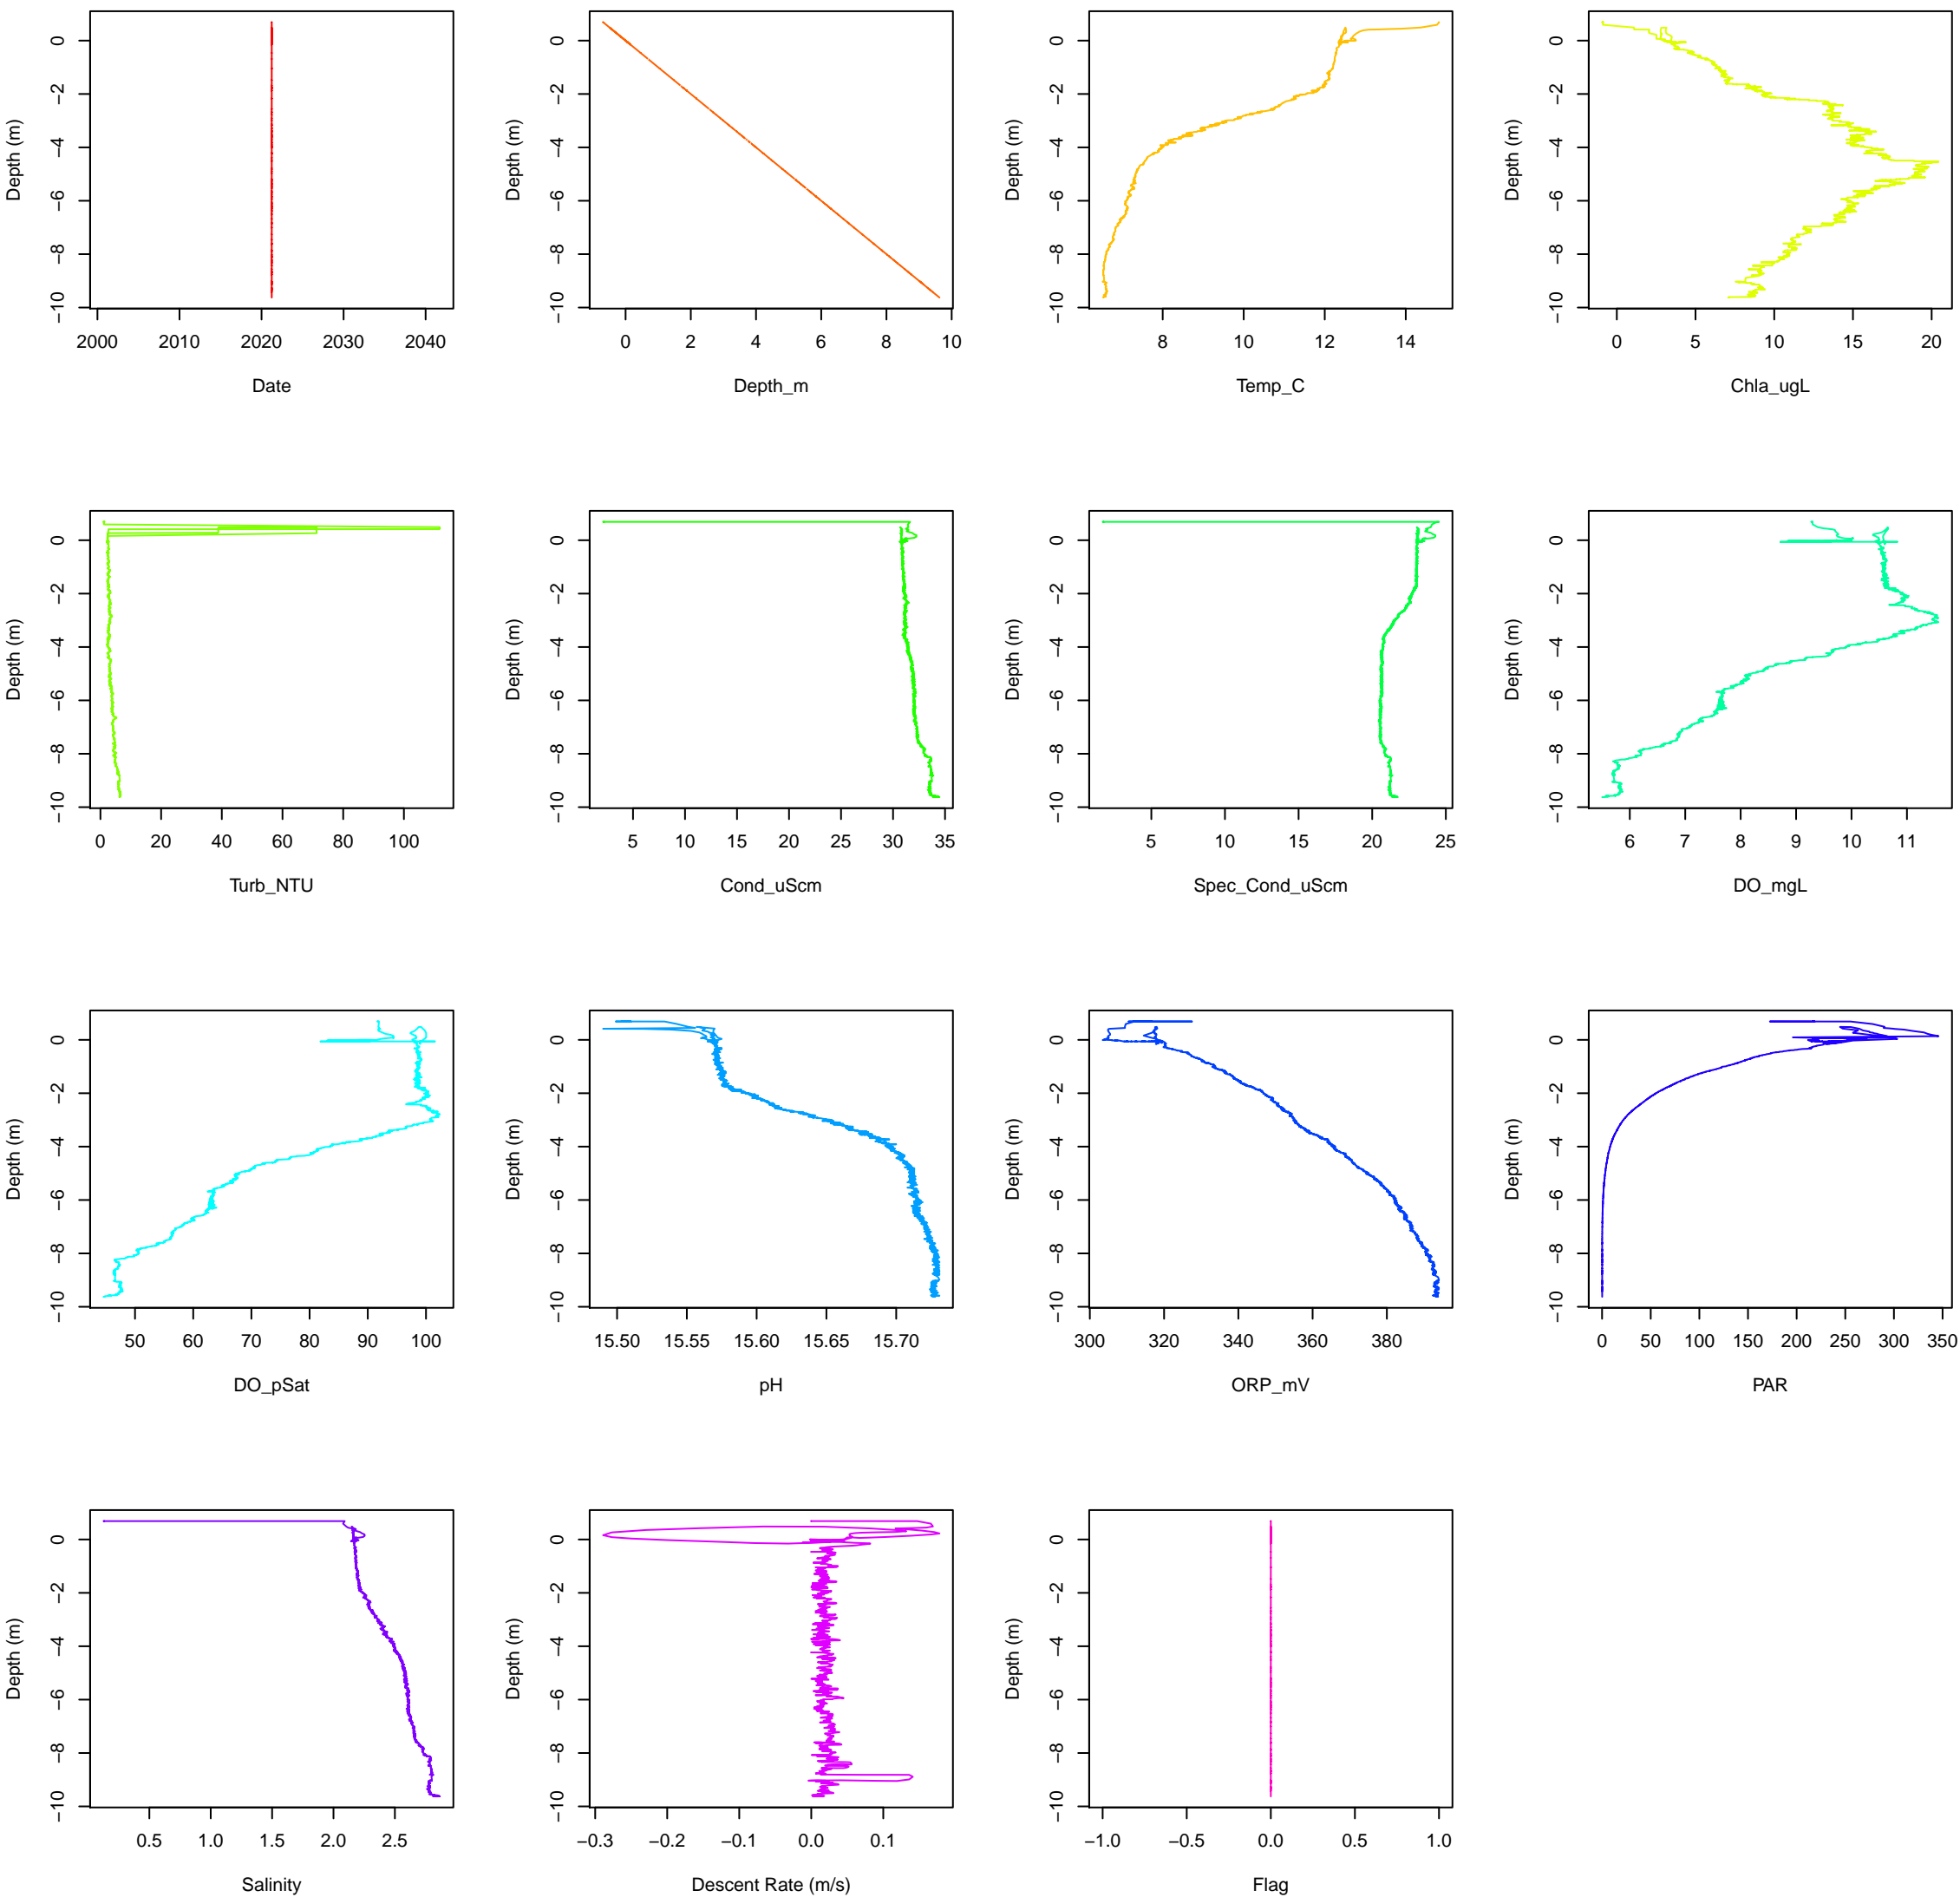 Depth (m)
0
−2
−4
−6
−8
−10
2000 2010 2020 2030 2040
Date
Depth (m)
0
−2
−4
−6
−8
−10
0 2 4 6 8 10
Depth_m
Depth (m)
0
−2
−4
−6
−8
−10
8 10 12 14
Temp_C
Depth (m)
0
−2
−4
−6
−8
−10
0 5 10 15 20
Chla_ugL
Depth (m)
0
−2
−4
−6
−8
−10
0 20 40 60 80 100
Turb_NTU
Depth (m)
0
−2
−4
−6
−8
−10
5 10 15 20 25 30 35
Cond_uScm
Depth (m)
0
−2
−4
−6
−8
−10
5 10 15 20 25
Spec_Cond_uScm
Depth (m)
0
−2
−4
−6
−8
−10
6 7 8 9 10 11
DO_mgL
Depth (m)
0
−2
−4
−6
−8
−10
50 60 70 80 90 100
DO_pSat
Depth (m)
0
−2
−4
−6
−8
−10
15.50 15.55 15.60 15.65 15.70
pH
Depth (m)
0
−2
−4
−6
−8
−10
300 320 340 360 380
ORP_mV
Depth (m)
0
−2
−4
−6
−8
−10
0 50 100 150 200 250 300 350
PAR
Depth (m)
0
−2
−4
−6
−8
−10
0.5 1.0 1.5 2.0 2.5
Salinity
Depth (m)
0
−2
−4
−6
−8
−10
−0.3 −0.2 −0.1 0.0 0.1
Descent Rate (m/s)
Depth (m)
0
−2
−4
−6
−8
−10
−1.0 −0.5 0.0 0.5 1.0
Flag